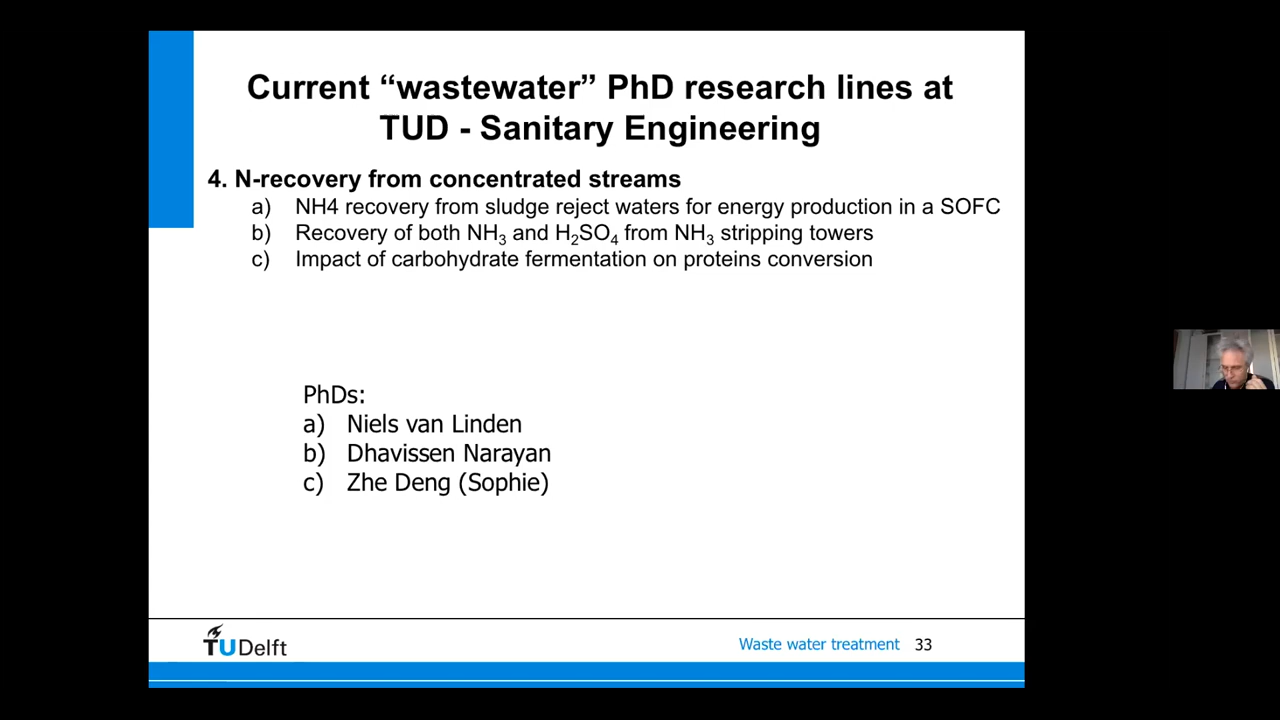 Current “wastewater” PhD research lines at
TUD - Sanitary Engineering
4. N-recovery from concentrated streams
a) NH4 recovery from sludge reject waters for energy production in a SOFC
b) Recovery of both NH₃ and H₂SO₄ from NH₃ stripping towers
c) Impact of carbohydrate fermentation on proteins conversion
PhDs:
a) Niels van Linden
b) Dhavissen Narayan
c) Zhe Deng (Sophie)
TUDelft
Waste water treatment 33